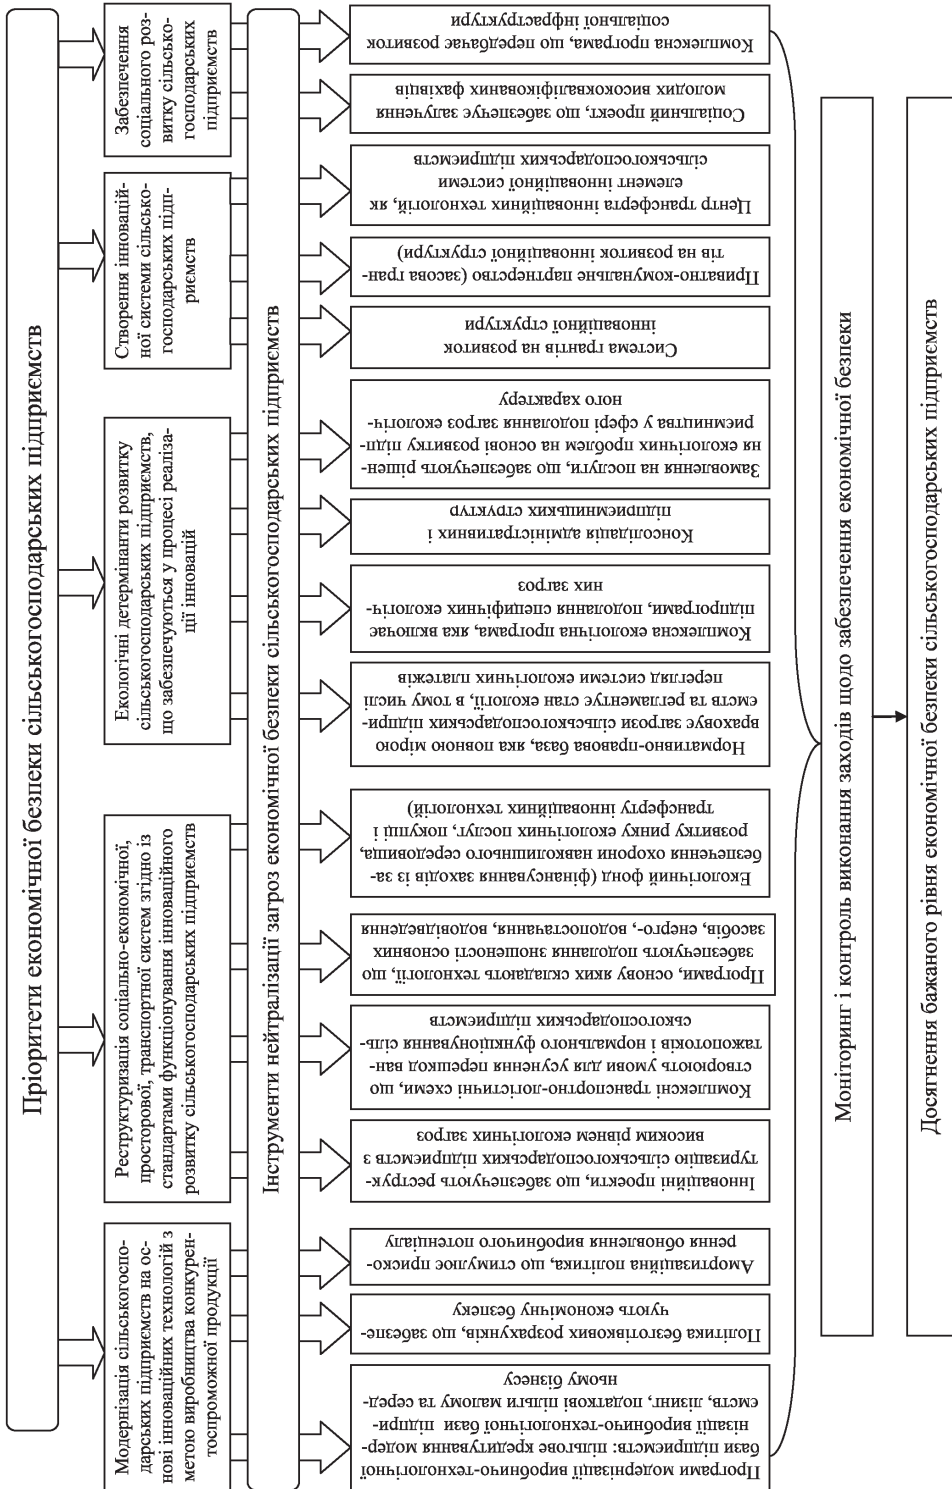 Пріоритети економічної безпеки сільськогосподарських підприємств
Модернізація сільськогоспо-
дарських підприємств на ос-
нові інноваційних технологій з
метою виробництва конкурен-
тоспроможної продукції
Реструктуризація соціально-економічної,
просторової, транспортної систем згідно із
стандартами функціонування інноваційного
розвитку сільськогосподарських підприємств
Екологічні детермінанти розвитку
сільськогосподарських підприємств,
що забезпечуються у процесі реаліза-
ції інновацій
Створення інновацій-
ної системи сільсько-
господарських підп-
риємств
Забезпечення
соціального роз-
витку сільсько-
господарських
підприємств
Інструменти нейтралізації загроз економічної безпеки сільськогосподарських підприємств
Програми модернізації виробничо-технологічної
бази підприємств: пільгове кредитування модер-
нізації виробничо-технологічної бази підпри-
ємств, лізінг, податкові пільги малому та серед-
ньому бізнесу
Політика безготівкових розрахунків, що забезпе-
чують економічну безпеку
Амортизаційна політика, що стимулює приско-
рення обновлення виробничого потенціалу
Інноваційні проекти, що забезпечують реструк-
туризацію сільськогосподарських підприємств з
високим рівнем екологічних загроз
Комплексні транспортно-логістичні схеми, що
створюють умови для усунення перешкод ван-
тажопотоків і нормального функціонування сіль-
ського господарських підприємств
Програми, основу яких складають технології, що
забезпечують подолання зношеності основних
засобів, енерго-, водопостачання, водовідведення
Екологічний фонд (фінансування заходів із за-
безпечення охорони навколишнього середовища,
розвитку ринку екологічних послуг, покупці і
трансферту інноваційних технологій)
Нормативно-правова база, яка повною мірою
враховує загрози сільськогосподарських підпри-
ємств та регламентує стан екології, в тому числі
перегляд системи екологічних платежів
Комплексна екологічна програма, яка включає
підпрограми, подолання специфічних екологіч-
них загроз
Консолідація адміністративних і
підприємницьких структур
Замовлення на послуги, що забезпечують рішен-
ня екологічних проблем на основі розвитку підп-
риємництва у сфері подолання загроз екологіч-
ного характеру
Система грантів на розвиток
інноваційної структури
Приватно-комунальне партнерство (засоба гран-
тів на розвиток інноваційної структури)
Центр трансферта інноваційних технологій, як
елемент інноваційної системи
сільськогосподарських підприємств
Соціальний проект, що забезпечує залучення
молодих висококваліфікованих фахівців
Комплексна програма, що передбачає розвиток
соціальної інфраструктури
Моніторинг і контроль виконання заходів щодо забезпечення економічної безпеки
Досягнення бажаного рівня економічної безпеки сільськогосподарських підприємств